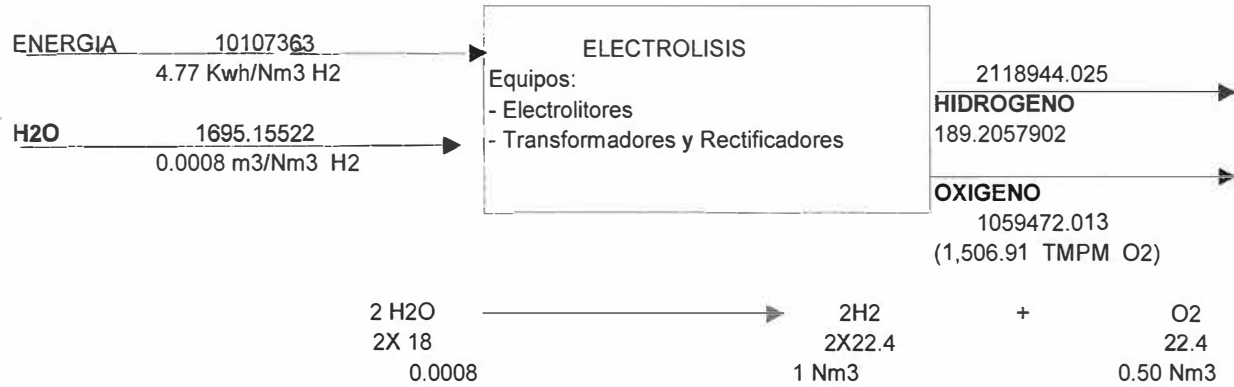 ENERGIA 10107363
4.77 Kwh/Nm3 H2
H2O 1695.15522
0.0008 m3/Nm3 H2
ELECTROLISIS
Equipos:
- Electrolitores
- Transformadores y Rectificadores
2118944.025
HIDROGENO
189.2057902
OXIGENO
1059472.013
(1,506.91 TMPM O2)
2 H2O 2H2 + O2
2X 18 2X22.4 22.4
0.0008 1 Nm3 0.50 Nm3